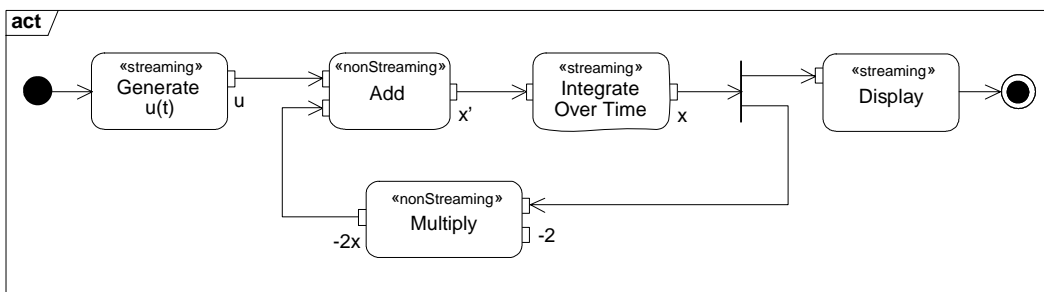 act
«streaming»
Generate
u(t)
u
«nonStreaming»
Add
x’
«streaming»
Integrate
Over Time
x
«streaming»
Display
«nonStreaming»
Multiply
-2x
-2